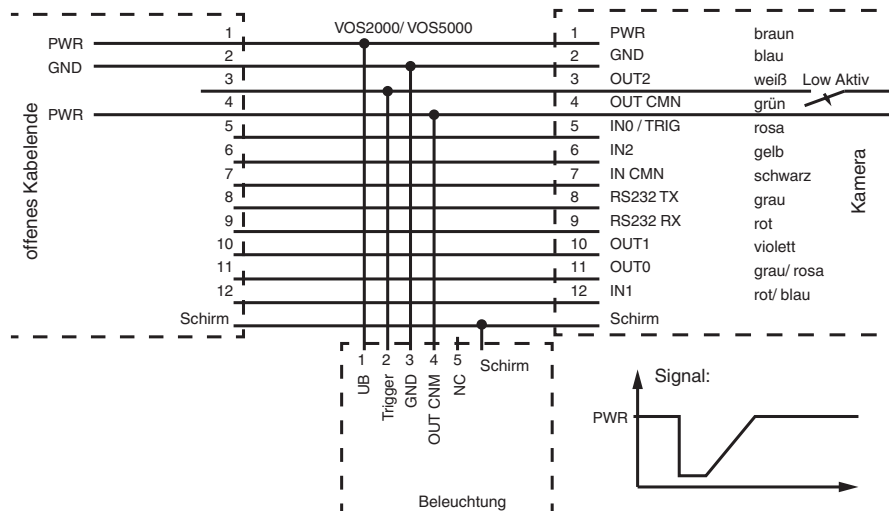 VOS2000/ VOS5000
offenes Kabelende
PWR 1
GND 2
3
PWR 4
5
6
7
8
9
10
11
12
Schirm
1 PWR braun
2 GND blau
3 OUT2 weiß Low Aktiv
4 OUT CMN grün
5 IN0 / TRIG rosa
6 IN2 gelb
7 IN CMN schwarz
8 RS232 TX grau
9 RS232 RX rot
10 OUT1 violett
11 OUT0 grau/ rosa
12 IN1 rot/ blau
Schirm
Kamera
1 2 3 4 5 Schirm
UB
Trigger
GND
OUT CNM
NC
Beleuchtung
Signal:
PWR